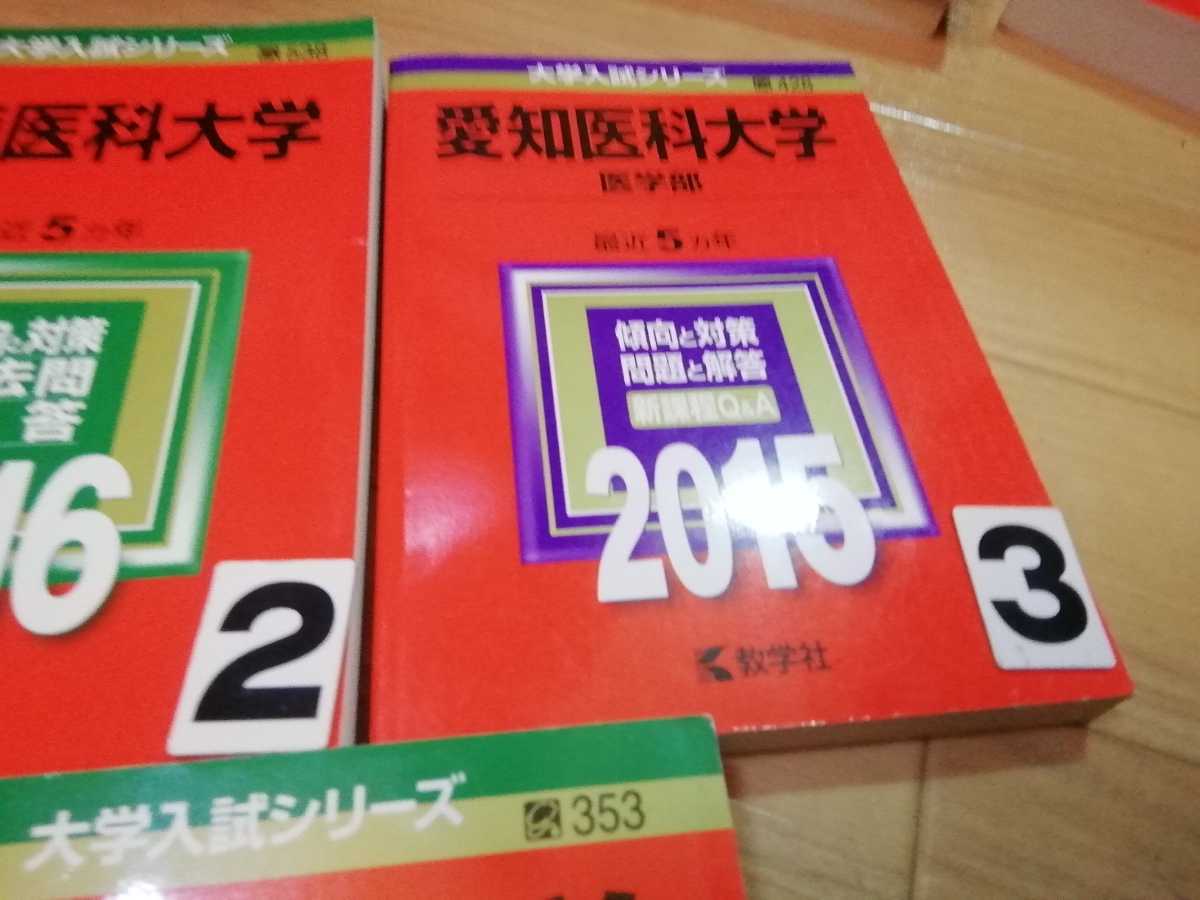 大学入試シリーズ
医科大学
近5カ年
対策
問
答
16
2
大学入試シリーズ
愛知医科大学
医学部
最近5カ年
傾向と対策
問題と解答
新課程Q&A
2015
教学社
3
大学入試シリーズ
353